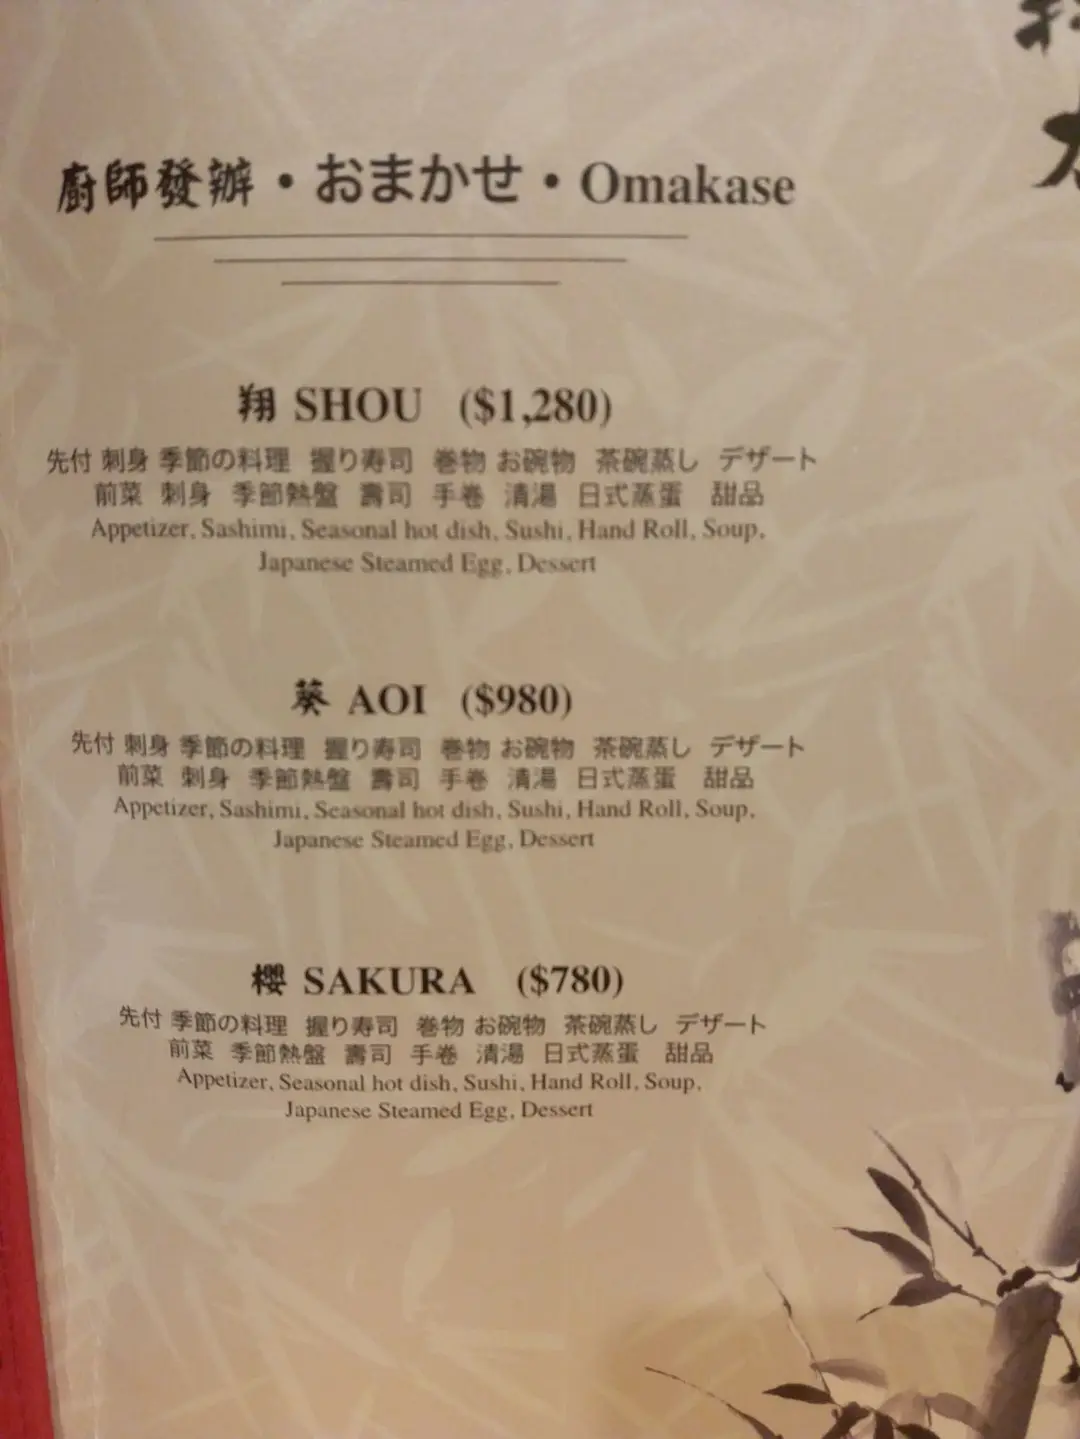 廚師發辦・おまかせ・Omakase
翔 SHOU ($1,280)
先付 刺身 季節の料理 握り寿司 巻物 お碗物 茶碗蒸し デザート
前菜 刺身 季節熱盤 壽司 手卷 清湯 日式蒸蛋 甜品
Appetizer, Sashimi, Seasonal hot dish, Sushi, Hand Roll, Soup,
Japanese Steamed Egg, Dessert
葵 AOI ($980)
先付 刺身 季節の料理 握り寿司 巻物 お碗物 茶碗蒸し デザート
前菜 刺身 季節熱盤 壽司 手卷 清湯 日式蒸蛋 甜品
Appetizer, Sashimi, Seasonal hot dish, Sushi, Hand Roll, Soup,
Japanese Steamed Egg, Dessert
櫻 SAKURA ($780)
先付 季節の料理 握り寿司 巻物 お碗物 茶碗蒸し デザート
前菜 季節熱盤 壽司 手卷 清湯 日式蒸蛋 甜品
Appetizer, Seasonal hot dish, Sushi, Hand Roll, Soup,
Japanese Steamed Egg, Dessert